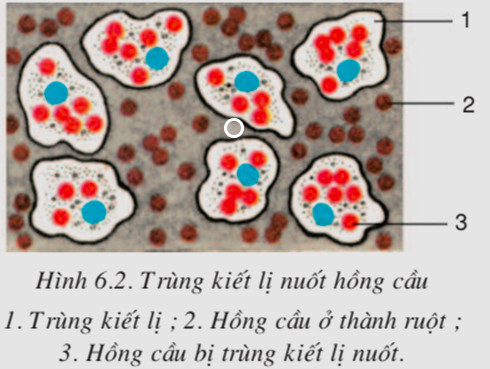 1
2
3
Hình 6.2. Trùng kiết lị nuốt hồng cầu
1. Trùng kiết lị ; 2. Hồng cầu ở thành ruột ;
3. Hồng cầu bị trùng kiết lị nuốt.